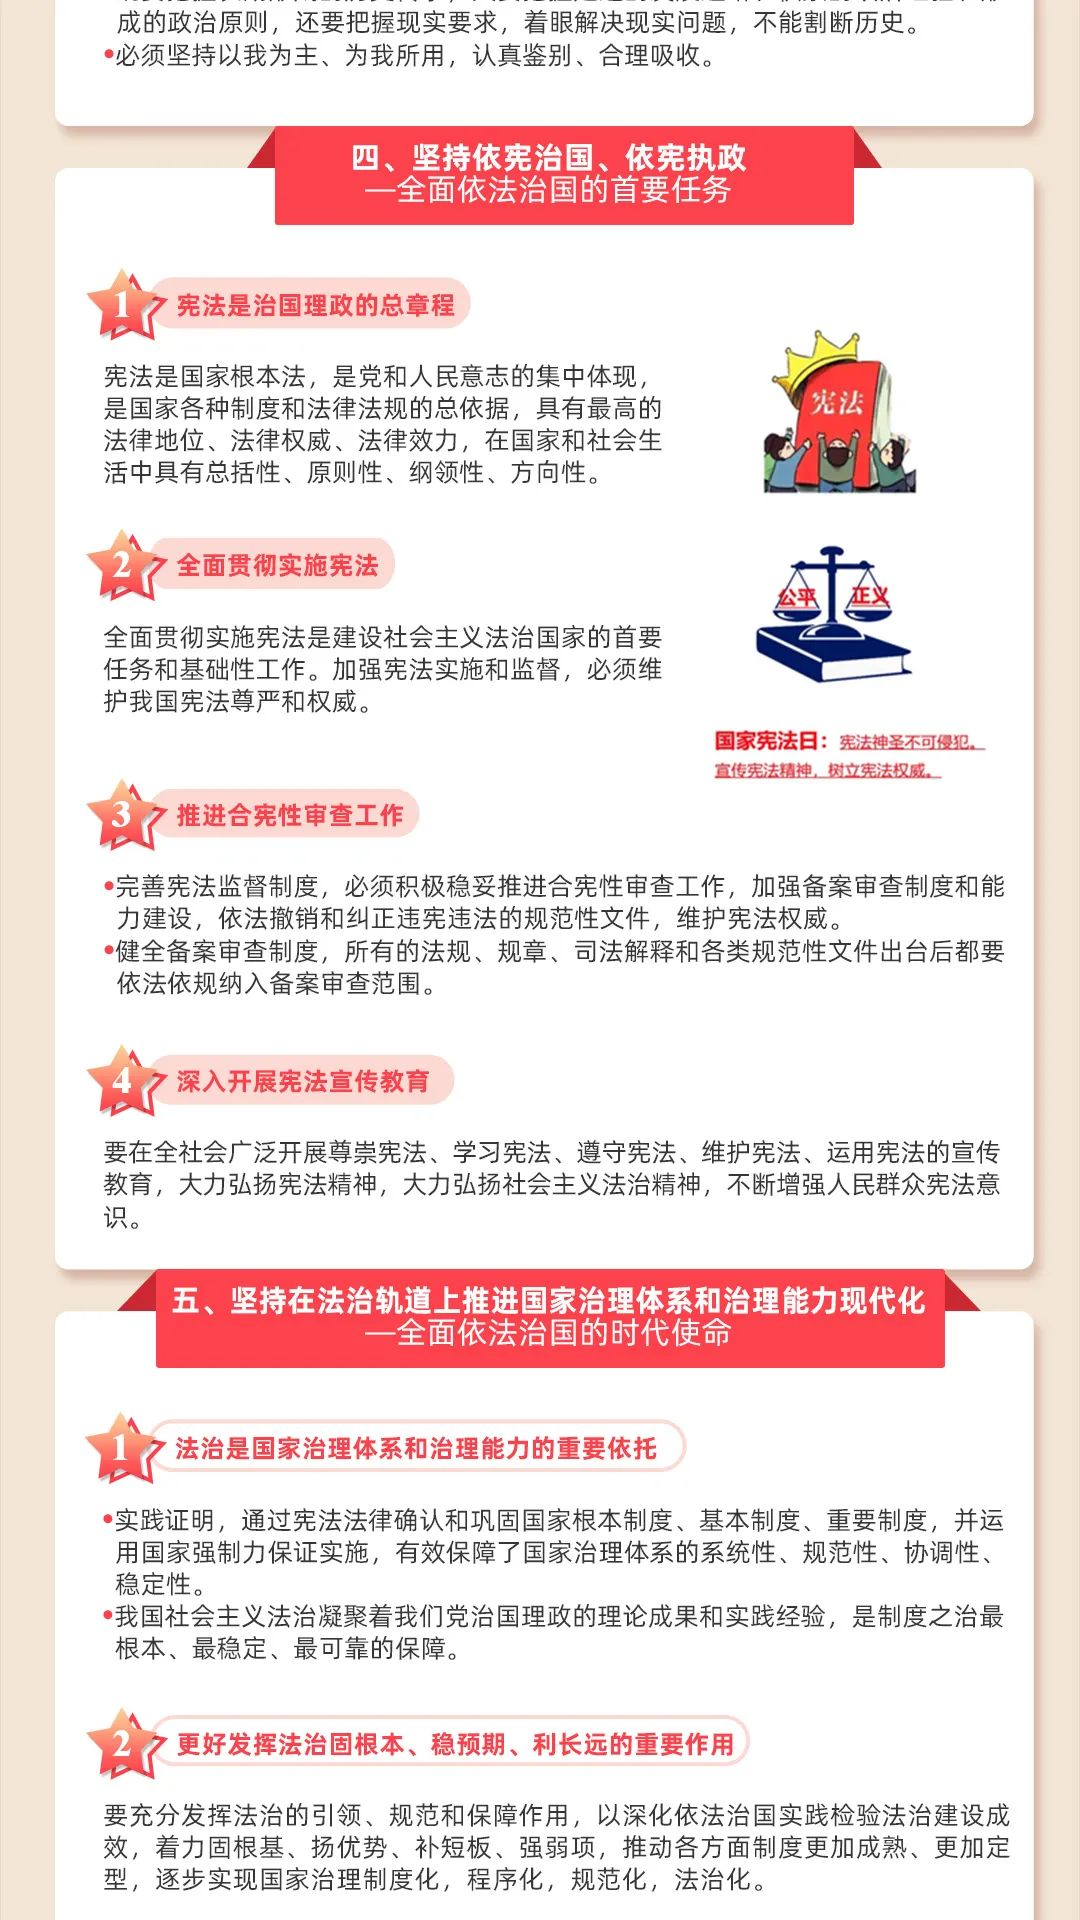 成的政治原则，还要把握现实要求，着眼解决现实问题，不能割断历史。
•必须坚持以我为主、为我所用，认真鉴别、合理吸收。
四、坚持依宪治国、依宪执政
—全面依法治国的首要任务
1 宪法是治国理政的总章程
宪法是国家根本法，是党和人民意志的集中体现，
是国家各种制度和法律法规的总依据，具有最高的
法律地位、法律权威、法律效力，在国家和社会生
活中具有总括性、原则性、纲领性、方向性。
宪法
2 全面贯彻实施宪法
全面贯彻实施宪法是建设社会主义法治国家的首要
任务和基础性工作。加强宪法实施和监督，必须维
护我国宪法尊严和权威。
公平 正义
国家宪法日：宪法神圣不可侵犯。
宣传宪法精神，树立宪法权威。
3 推进合宪性审查工作
•完善宪法监督制度，必须积极稳妥推进合宪性审查工作，加强备案审查制度和能
力建设，依法撤销和纠正违宪违法的规范性文件，维护宪法权威。
•健全备案审查制度，所有的法规、规章、司法解释和各类规范性文件出台后都要
依法依规纳入备案审查范围。
4 深入开展宪法宣传教育
要在全社会广泛开展尊崇宪法、学习宪法、遵守宪法、维护宪法、运用宪法的宣传
教育，大力弘扬宪法精神，大力弘扬社会主义法治精神，不断增强人民群众宪法意
识。
五、坚持在法治轨道上推进国家治理体系和治理能力现代化
—全面依法治国的时代使命
1 法治是国家治理体系和治理能力的重要依托
•实践证明，通过宪法法律确认和巩固国家根本制度、基本制度、重要制度，并运
用国家强制力保证实施，有效保障了国家治理体系的系统性、规范性、协调性、
稳定性。
•我国社会主义法治凝聚着我们党治国理政的理论成果和实践经验，是制度之治最
根本、最稳定、最可靠的保障。
2 更好发挥法治固根本、稳预期、利长远的重要作用
要充分发挥法治的引领、规范和保障作用，以深化依法治国实践检验法治建设成
效，着力固根基、扬优势、补短板、强弱项，推动各方面制度更加成熟、更加定
型，逐步实现国家治理制度化，程序化，规范化，法治化。